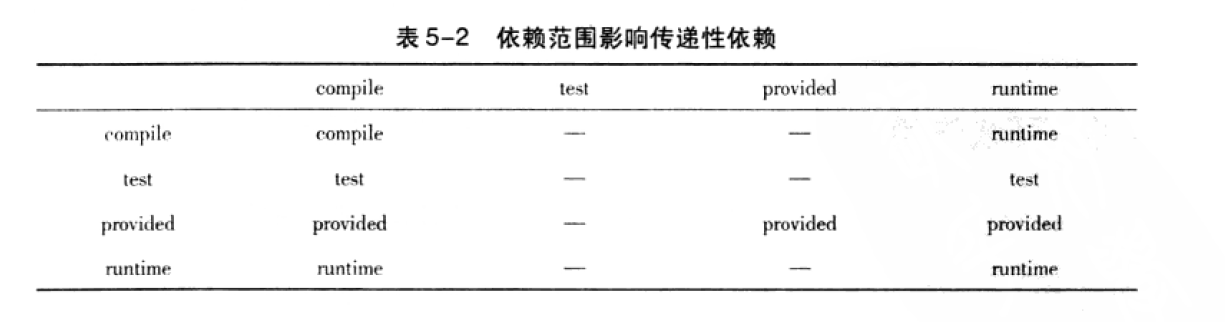 表5-2 依赖范围影响传递性依赖
compile test provided runtime
compile compile — — runtime
test test — — test
provided provided — provided provided
runtime runtime — — runtime